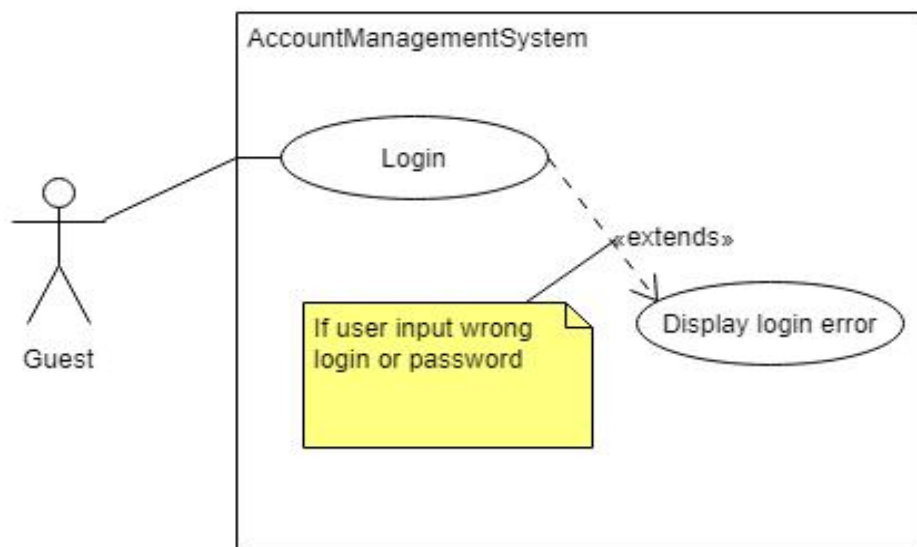 AccountManagementSystem
Login
«extends»
If user input wrong
login or password
Display login error
Guest